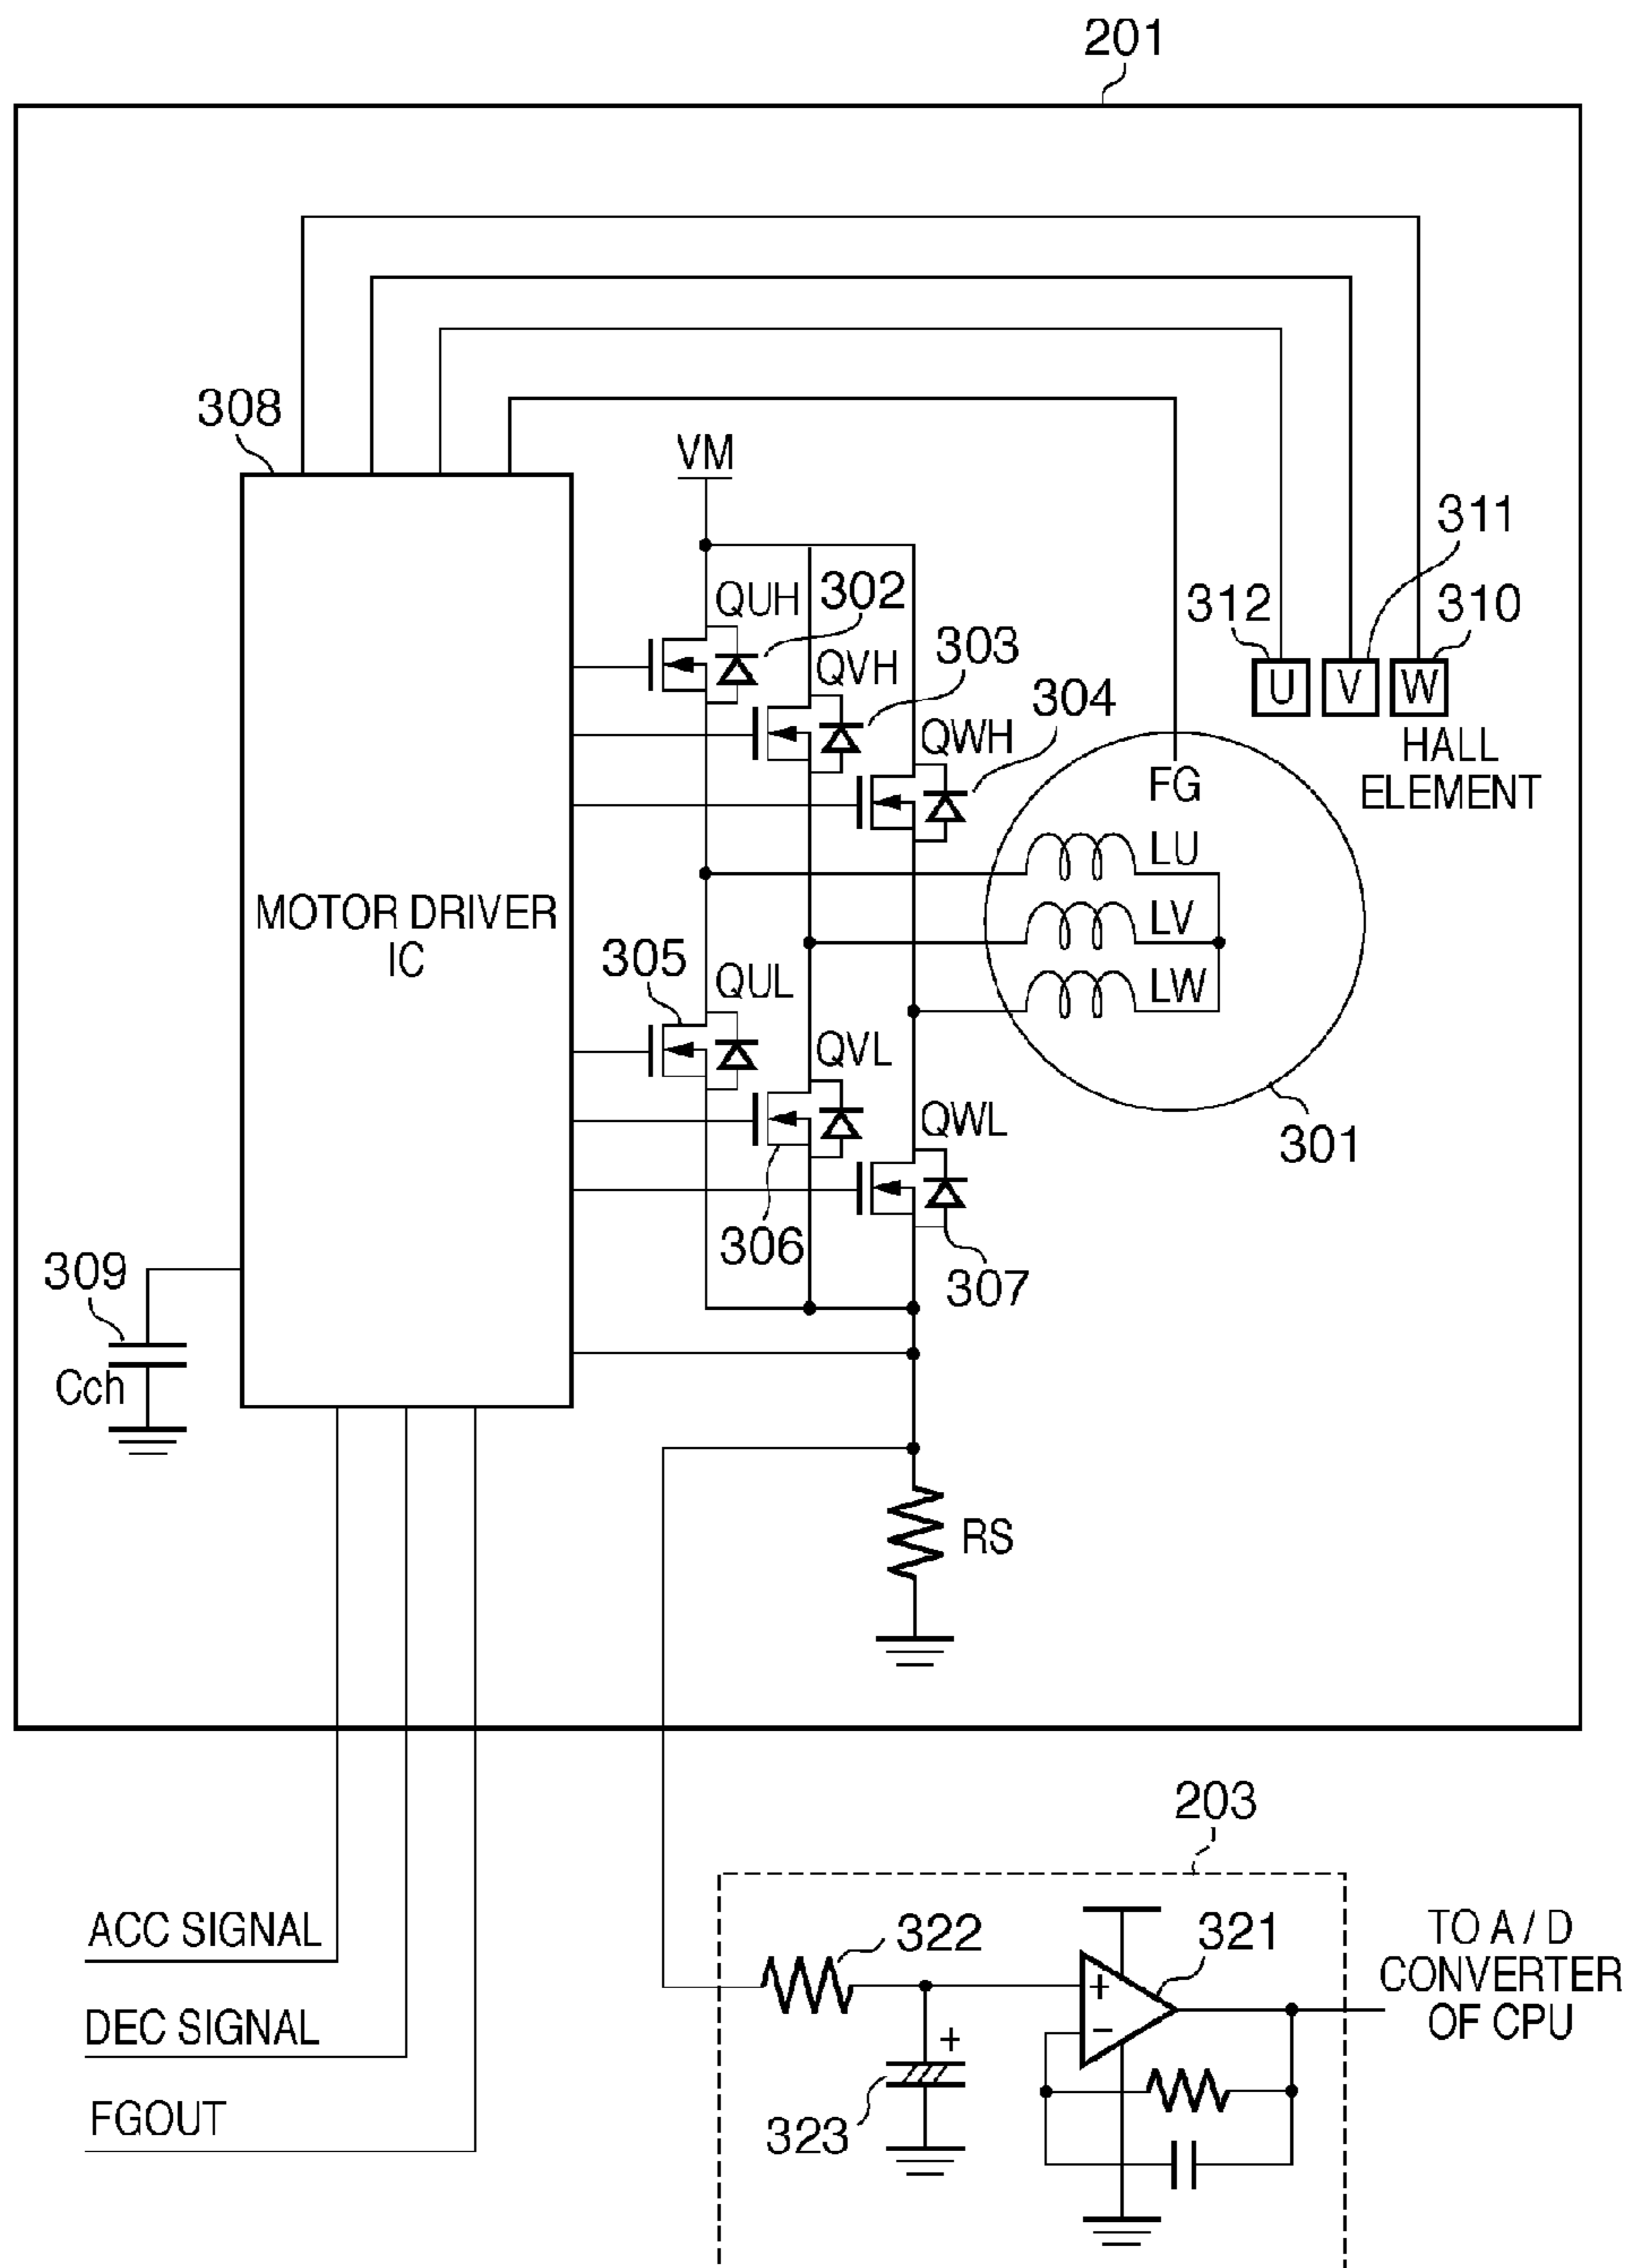 201
308
VM
311
QUH
302
312
310
303
QVH
304
U
V
W
QWH
HALL
ELEMENT
FG
LU
MOTOR DRIVER
IC
LV
305
QUL
LW
QVL
QWL
301
306
309
307
Cch
RS
203
ACC SIGNAL
322
321
TO A / D
CONVERTER
OF CPU
+
DEC SIGNAL
+
−
FGOUT
323